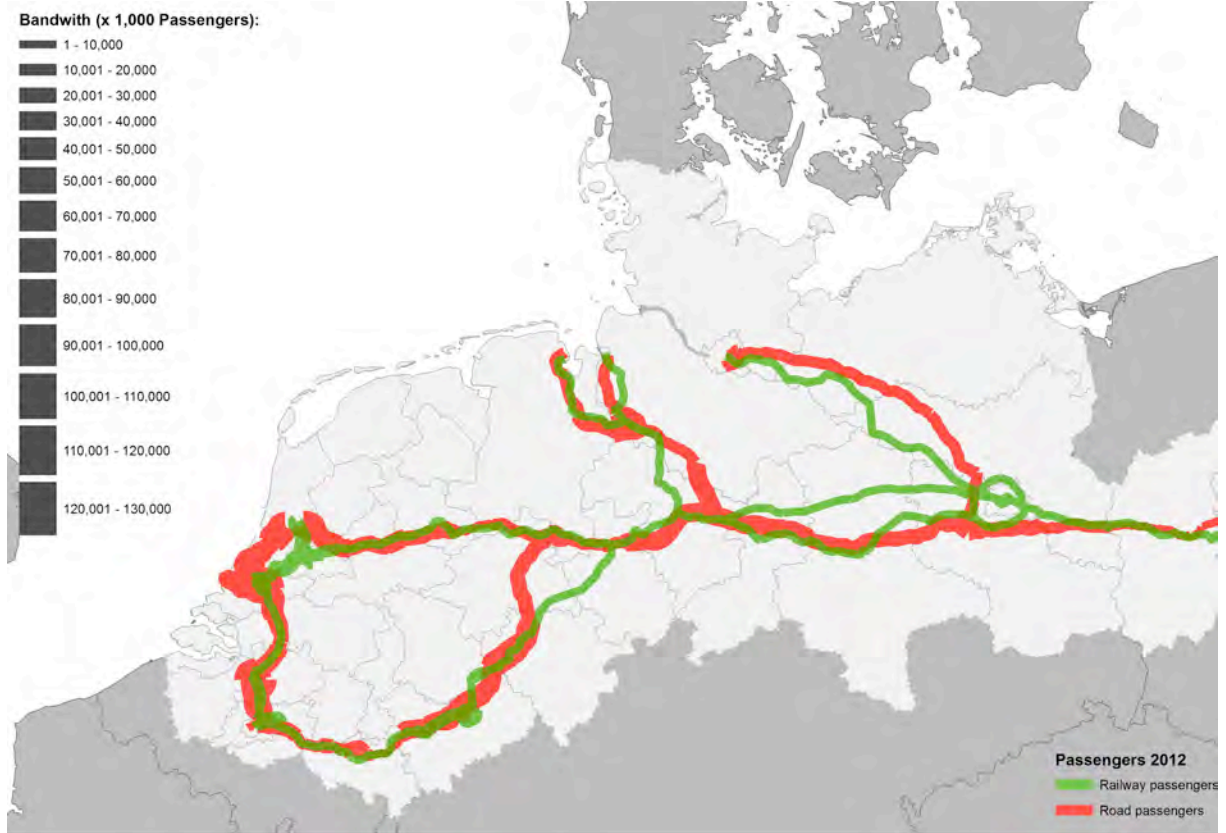 Bandwith (x 1,000 Passengers):
1 - 10,000
10,001 - 20,000
20,001 - 30,000
30,001 - 40,000
40,001 - 50,000
50,001 - 60,000
60,001 - 70,000
70,001 - 80,000
80,001 - 90,000
90,001 - 100,000
100,001 - 110,000
110,001 - 120,000
120,001 - 130,000
Passengers 2012
Railway passengers
Road passengers